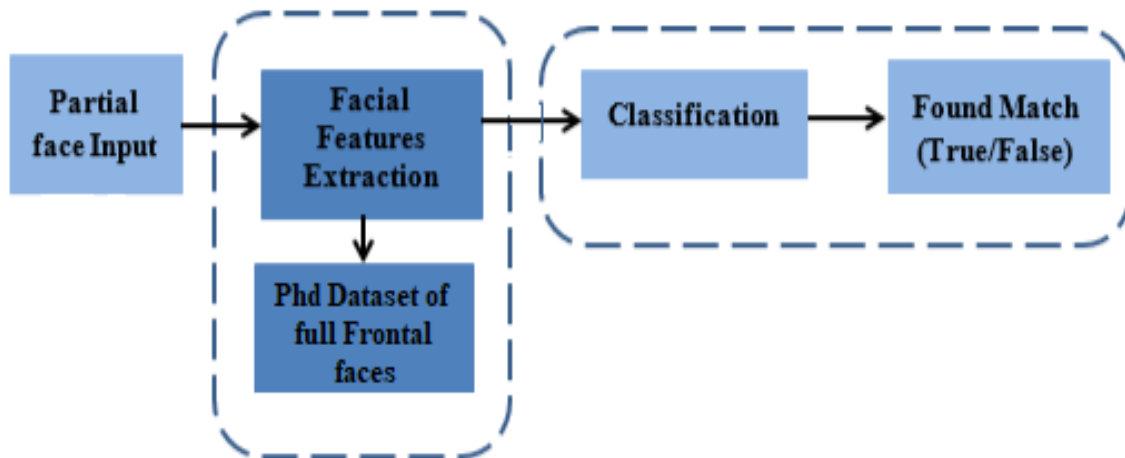 Partial
face Input
Facial
Features
Extraction
Phd Dataset of
full Frontal
faces
Classification
Found Match
(True/False)